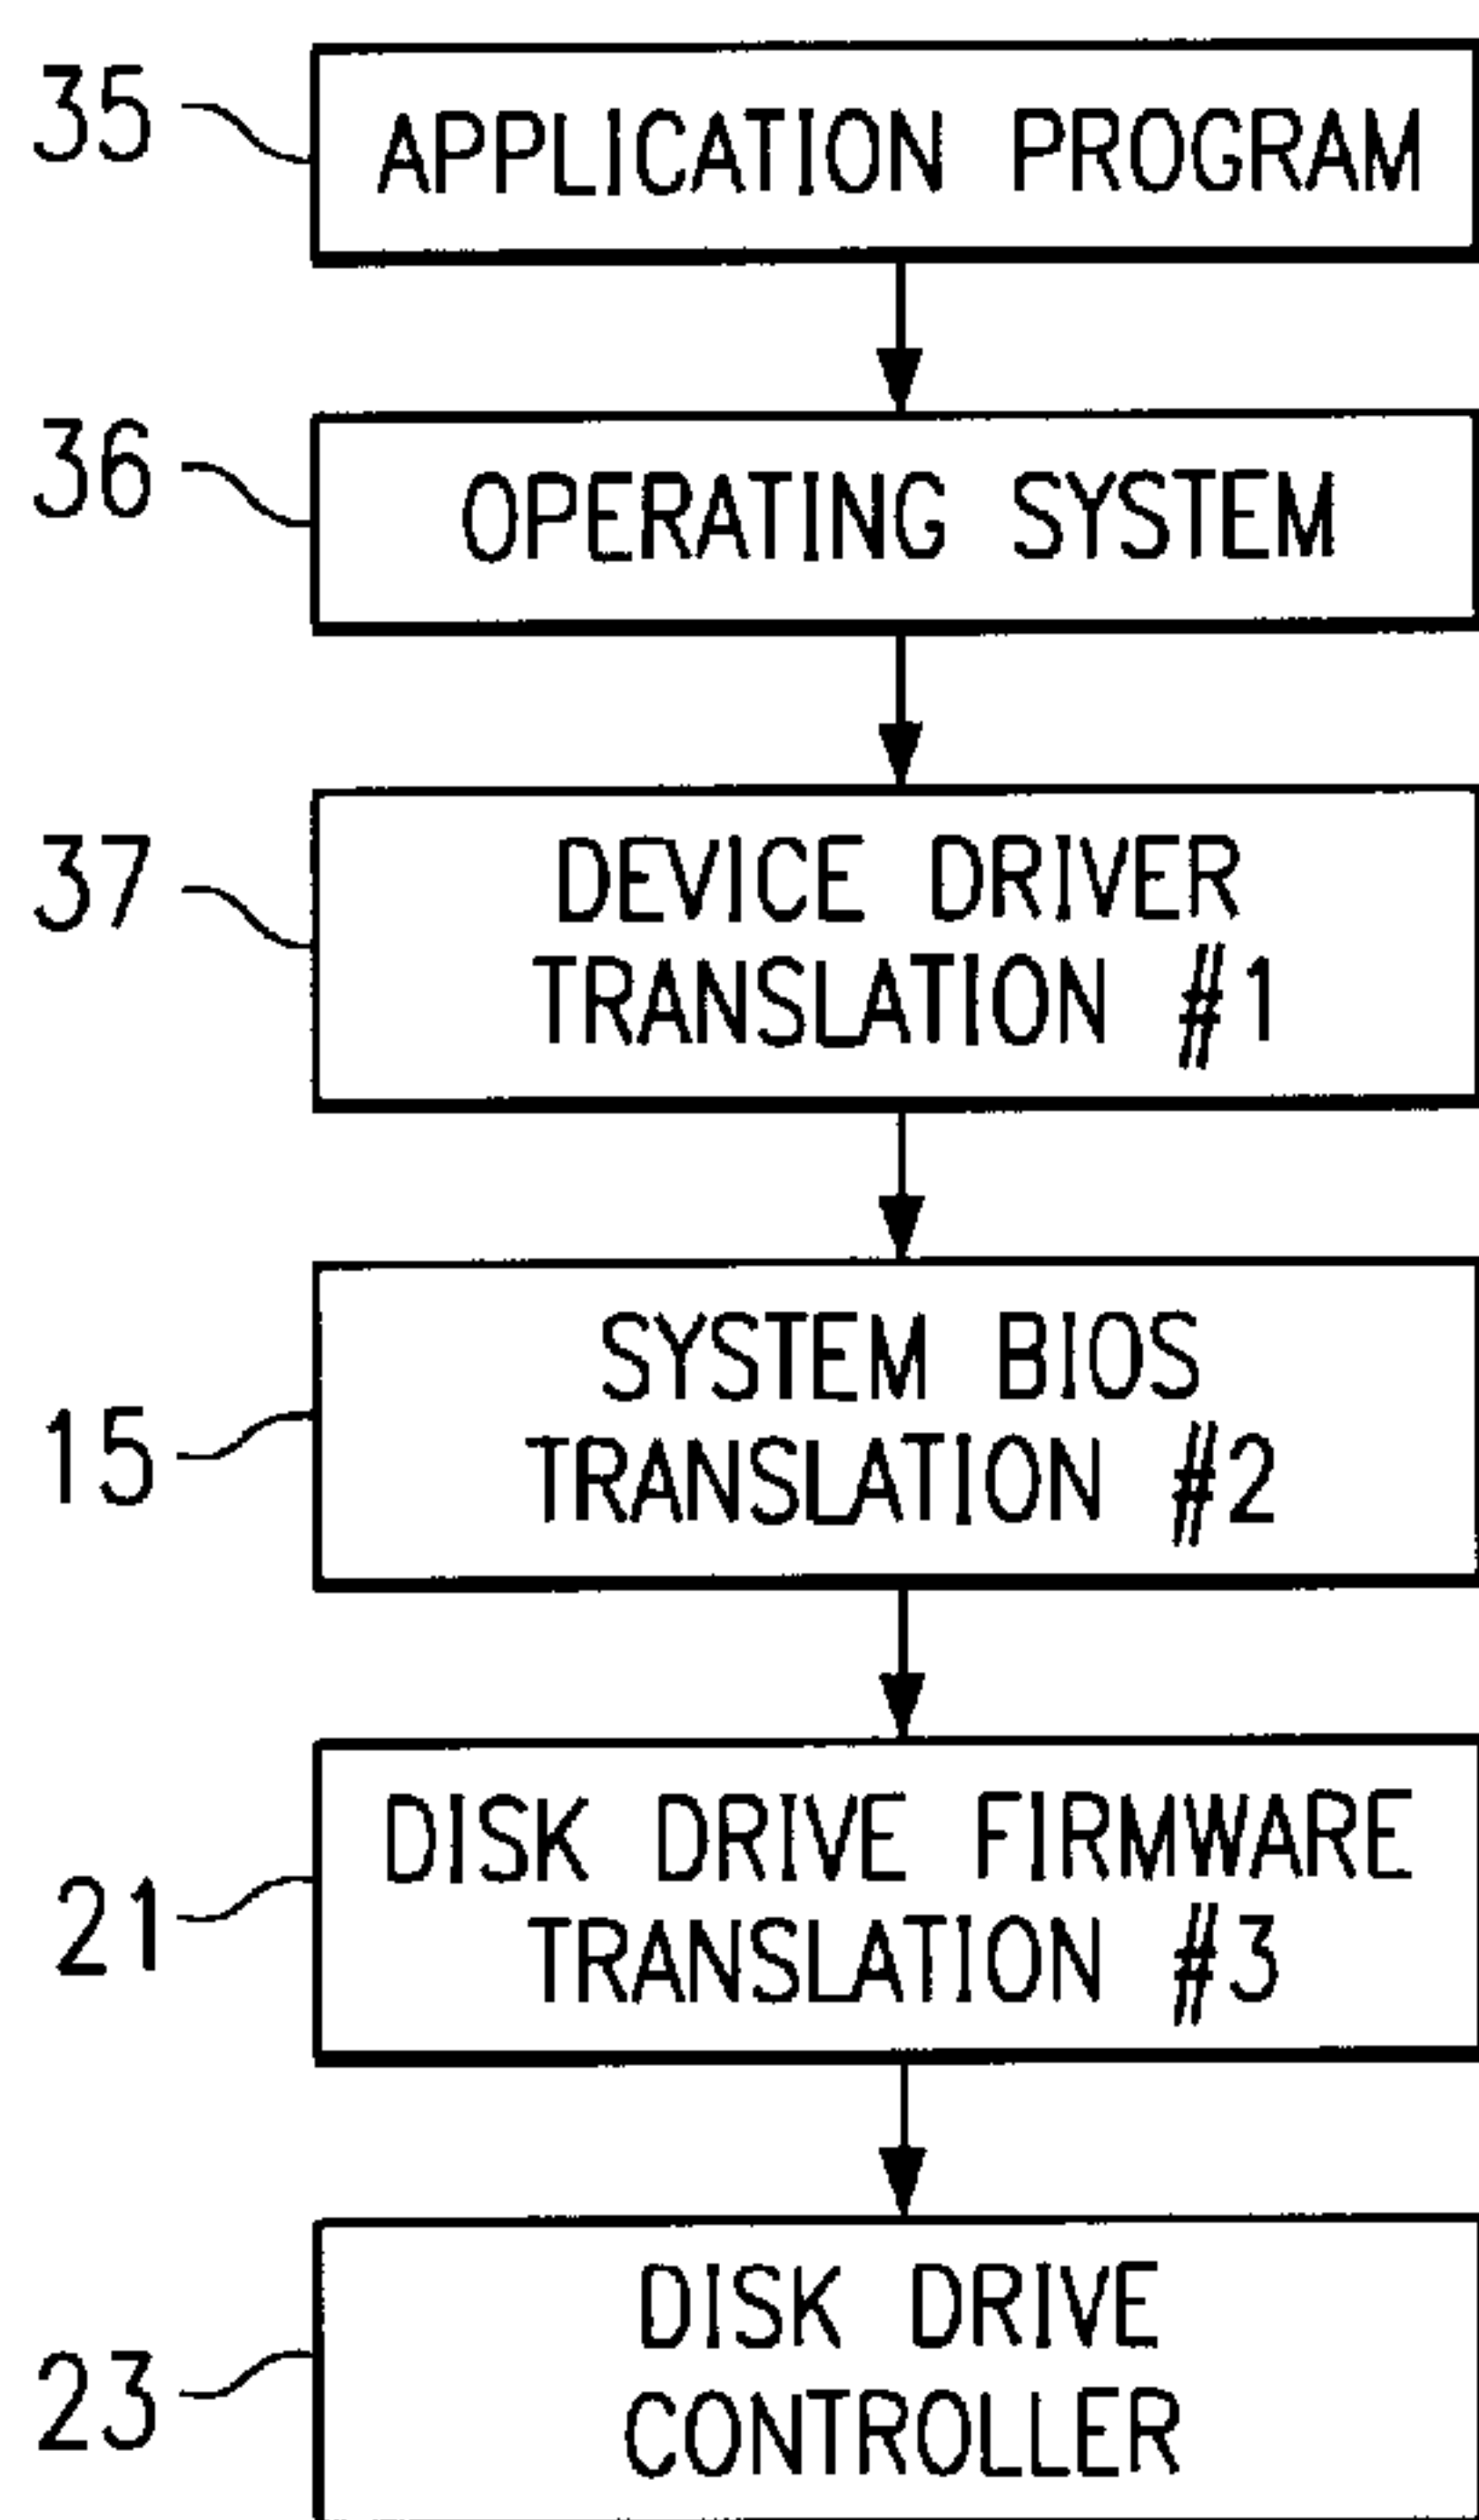 35
APPLICATION PROGRAM
36
OPERATING SYSTEM
37
DEVICE DRIVER
TRANSLATION #1
15
SYSTEM BIOS
TRANSLATION #2
21
DISK DRIVE FIRMWARE
TRANSLATION #3
23
DISK DRIVE
CONTROLLER